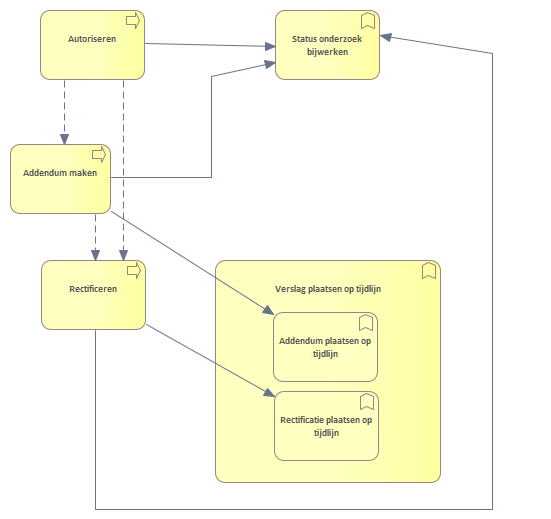 Autoriseren
Status onderzoek
bijwerken
Addendum maken
Rectificeren
Verslag plaatsen op tijdlijn
Addendum plaatsen op
tijdlijn
Rectificatie plaatsen op
tijdlijn